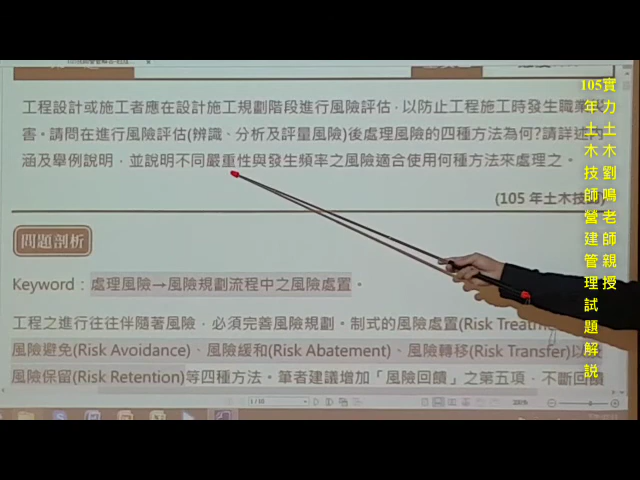 工程設計或施工者應在設計施工規劃階段進行風險評估,以防止工程施工時發生職業
害。請問在進行風險評估(辨識、分析及評量風險)後處理風險的四種方法為何?請詳述
涵及舉例說明,並說明不同嚴重性與發生頻率之風險適合使用何種方法來處理之。
(105 年土木技
問題剖析
Keyword:處理風險→風險規劃流程中之風險處置。
工程之進行往往伴隨著風險,必須完善風險規劃。制式的風險處置(Risk Treatm
風險避免(Risk Avoidance)、風險緩和(Risk Abatement)、風險轉移(Risk Transfer)以
風險保留(Risk Retention)等四種方法。筆者建議增加「風險回饋」之第五項,不斷回饋
實力土木劉鳴老師親授
105年土木技師營建管理試題解說
1 / 10